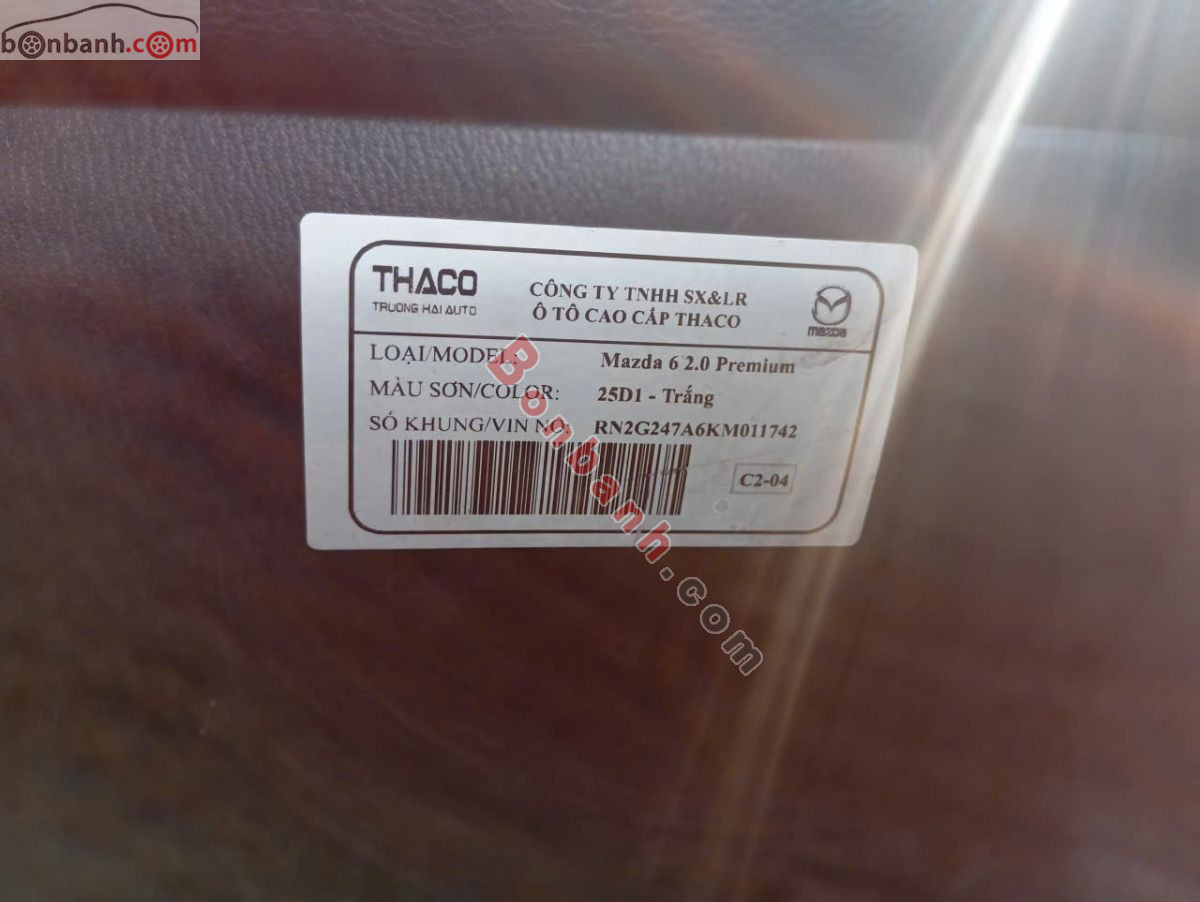 bonbanh.com
THACO
TRUONG HAI AUTO
CÔNG TY TNHH SX&LR
Ô TÔ CAO CẤP THACO
mazda
LOẠI/MODEL: Mazda 6 2.0 Premium
MÀU SƠN/COLOR: 25D1 - Trắng
SỐ KHUNG/VIN NO: RN2G247A6KM011742
C2-04
Bonbanh.com